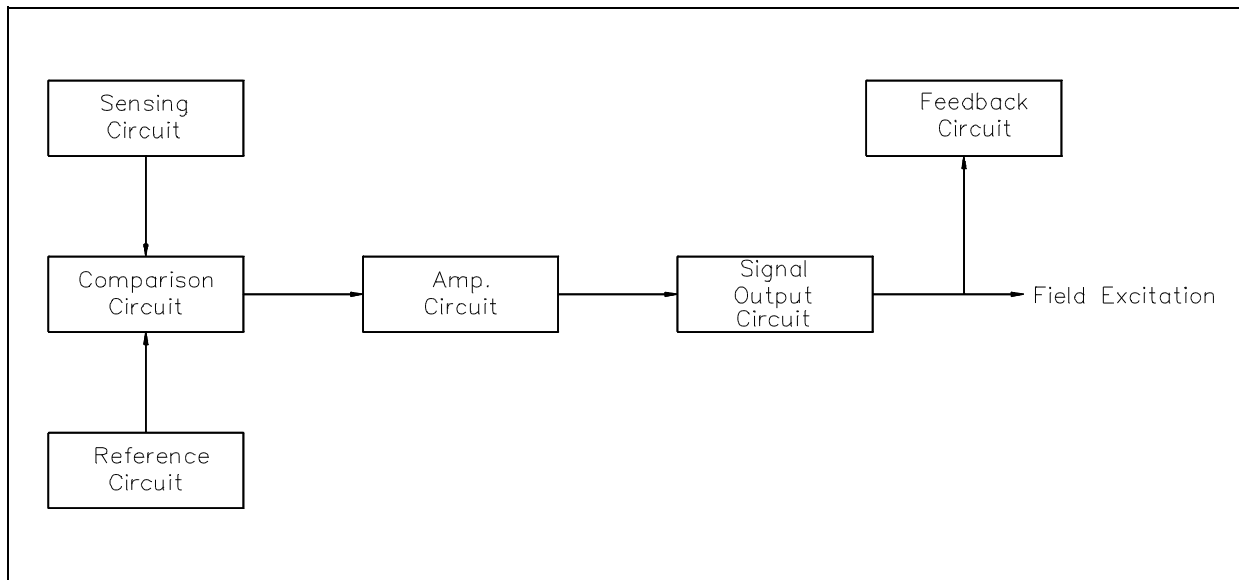 Sensing
Circuit
Feedback
Circuit
Comparison
Circuit
Amp.
Circuit
Signal
Output
Circuit
Field Excitation
Reference
Circuit